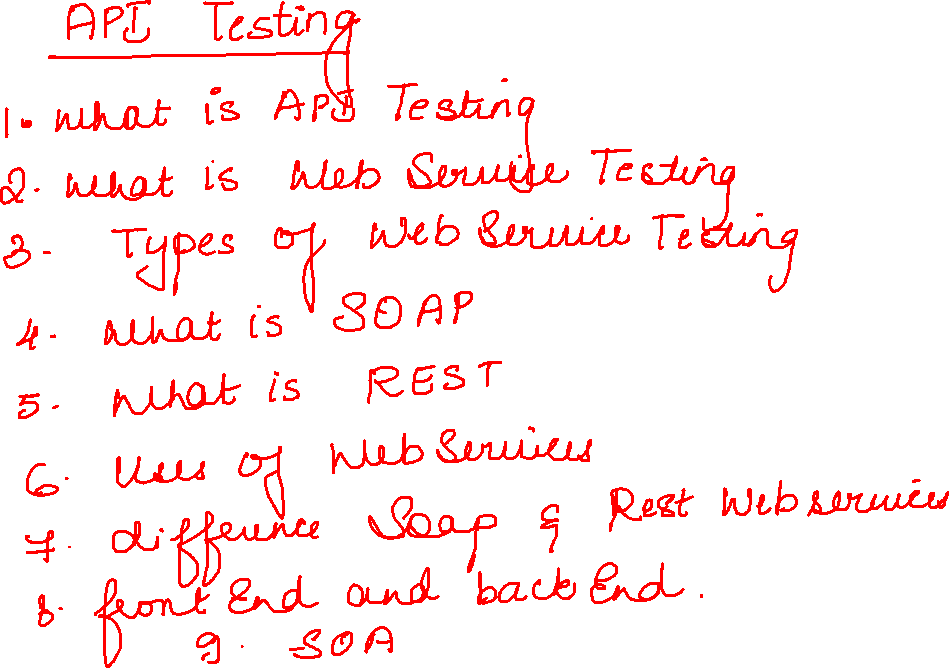 API Testing
1. What is API Testing
2. What is Web Service Testing
3- Types of Web Service Testing
4- What is SOAP
5- What is REST
6. Uses of Web Services
7. difference Soap & Rest Webservices
8- front End and back End.
9. SOA